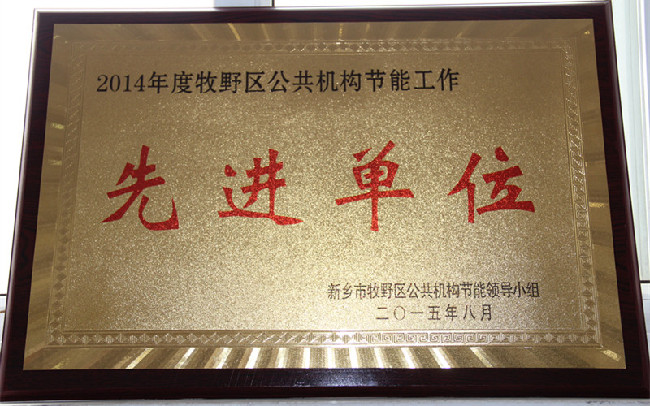 2014年度牧野区公共机构节能工作
先进单位
新乡市牧野区公共机构节能领导小组
二〇一五年八月